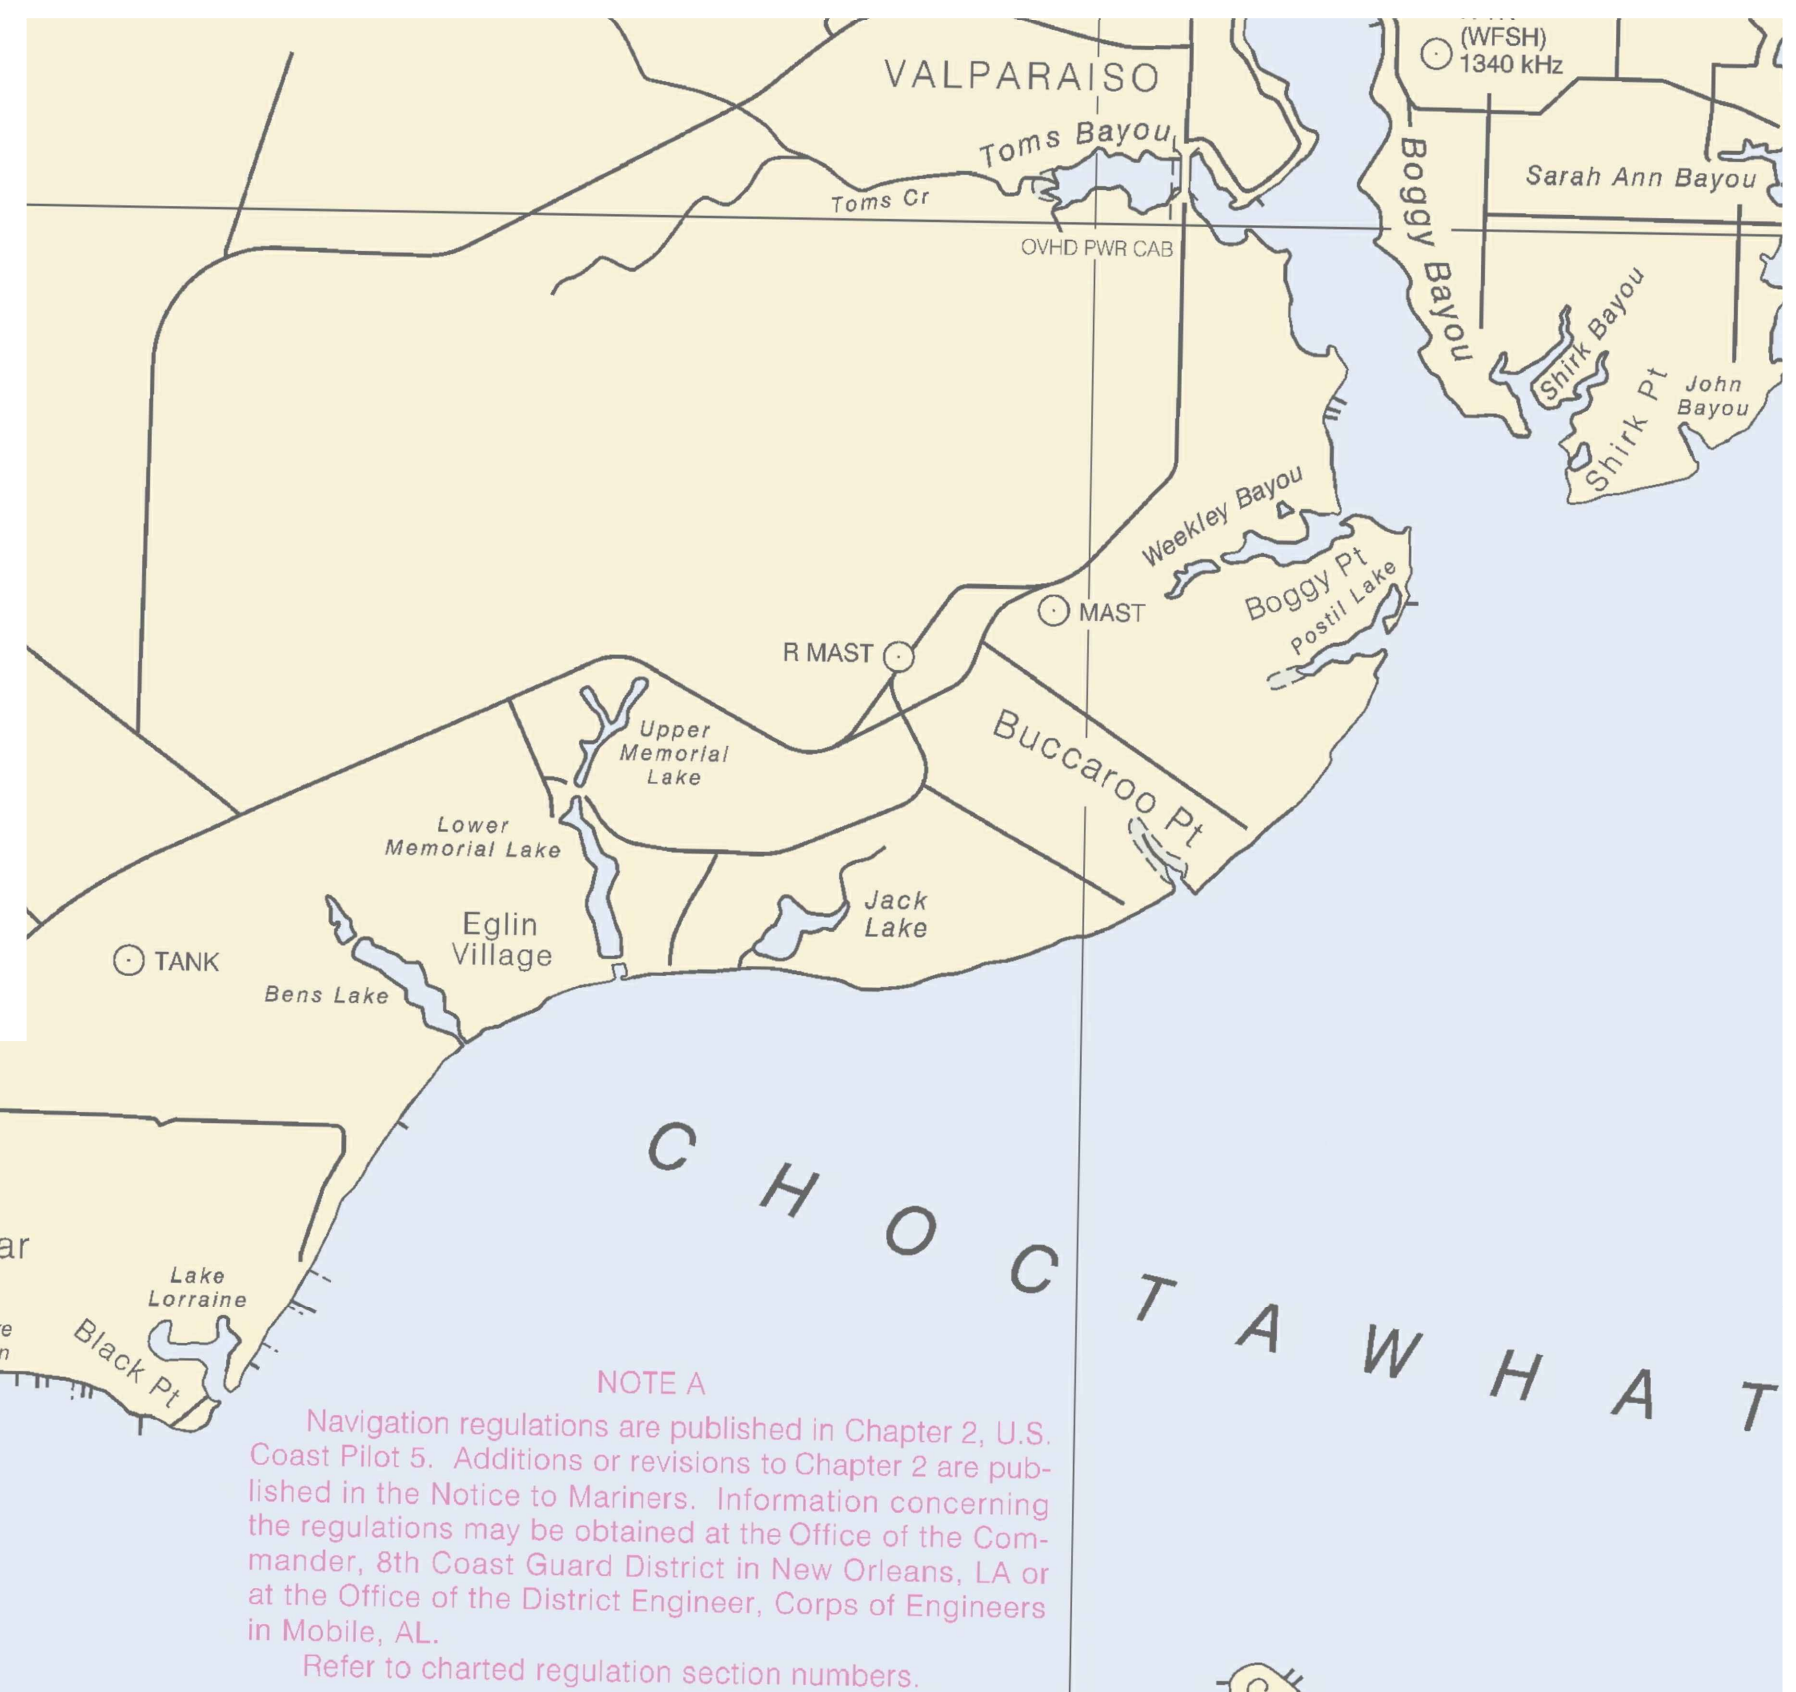 (WFSH)
1340 kHz
VALPARAISO
Toms Bayou
Boggy Bayou
Sarah Ann Bayou
Toms Cr
OVHD PWR CAB
Shirk Bayou
Shirk
Shirk Pt
John
Bayou
Weekley Bayou
Boggy Pt
Postil Lake
MAST
R MAST
Upper
Memorial
Lake
Buccaroo Pt
Lower
Memorial Lake
Jack
Lake
Eglin
Village
TANK
Bens Lake
CHOCTAWHAT
ar
Lake
Lorraine
Black Pt
NOTE A
Navigation regulations are published in Chapter 2, U.S.
Coast Pilot 5. Additions or revisions to Chapter 2 are pub-
lished in the Notice to Mariners. Information concerning
the regulations may be obtained at the Office of the Com-
mander, 8th Coast Guard District in New Orleans, LA or
at the Office of the District Engineer, Corps of Engineers
in Mobile, AL.
Refer to charted regulation section numbers.